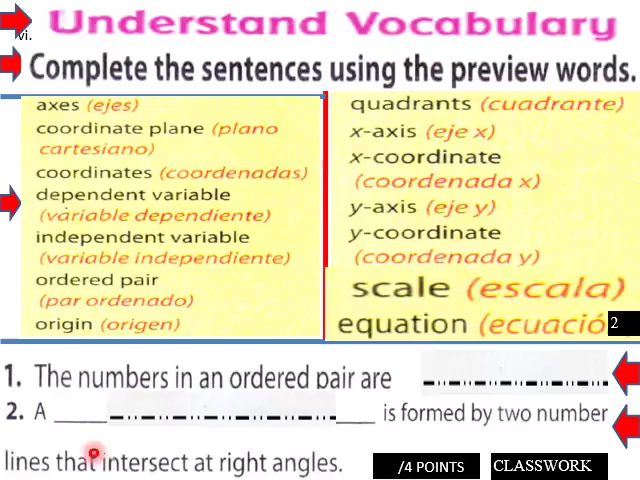 Understand Vocabulary
vi.
Complete the sentences using the preview words.
axes (ejes)
coordinate plane (plano
cartesiano)
coordinates (coordenadas)
dependent variable
(variable dependiente)
independent variable
(variable independiente)
ordered pair
(par ordenado)
origin (origen)
quadrants (cuadrante)
x-axis (eje x)
x-coordinate
(coordenada x)
y-axis (eje y)
y-coordinate
(coordenada y)
scale (escala)
equation (ecuació
2
1. The numbers in an ordered pair are
2. A ____ ____ is formed by two number
lines that intersect at right angles.
/4 POINTS
CLASSWORK